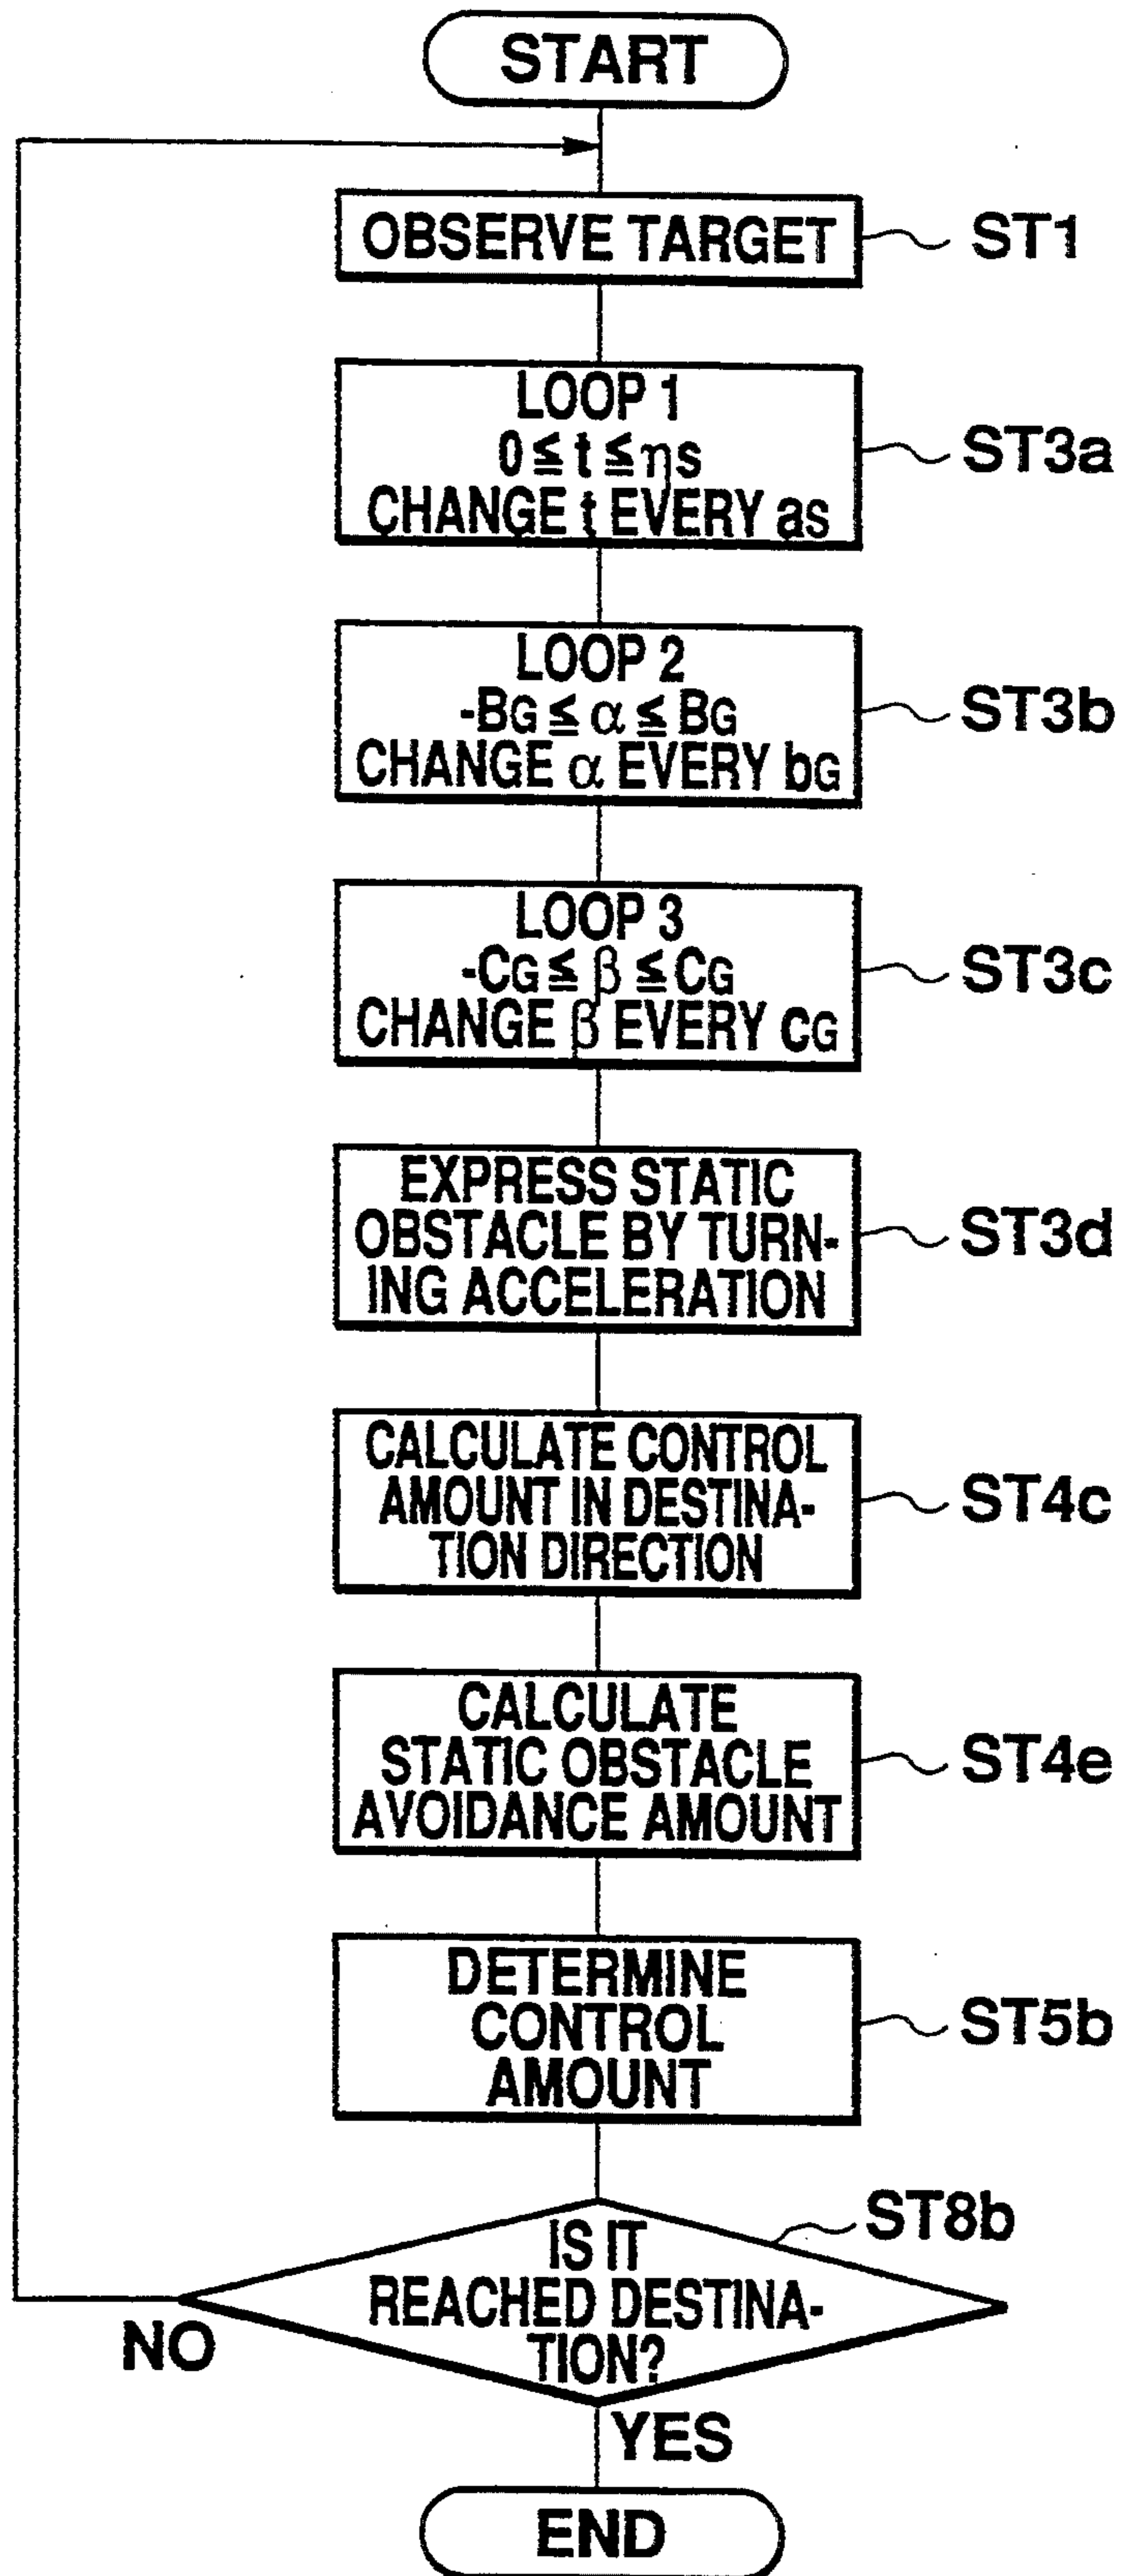 START
OBSERVE TARGET
ST1
LOOP 1
0 ≦ t ≦ ηs
CHANGE t EVERY as
ST3a
LOOP 2
-BG ≦ α ≦ BG
CHANGE α EVERY bG
ST3b
LOOP 3
-CG ≦ β ≦ CG
CHANGE β EVERY cG
ST3c
EXPRESS STATIC
OBSTACLE BY TURN-
ING ACCELERATION
ST3d
CALCULATE CONTROL
AMOUNT IN DESTINA-
TION DIRECTION
ST4c
CALCULATE
STATIC OBSTACLE
AVOIDANCE AMOUNT
ST4e
DETERMINE
CONTROL
AMOUNT
ST5b
ST8b
IS IT
REACHED DESTINA-
TION?
NO
YES
END